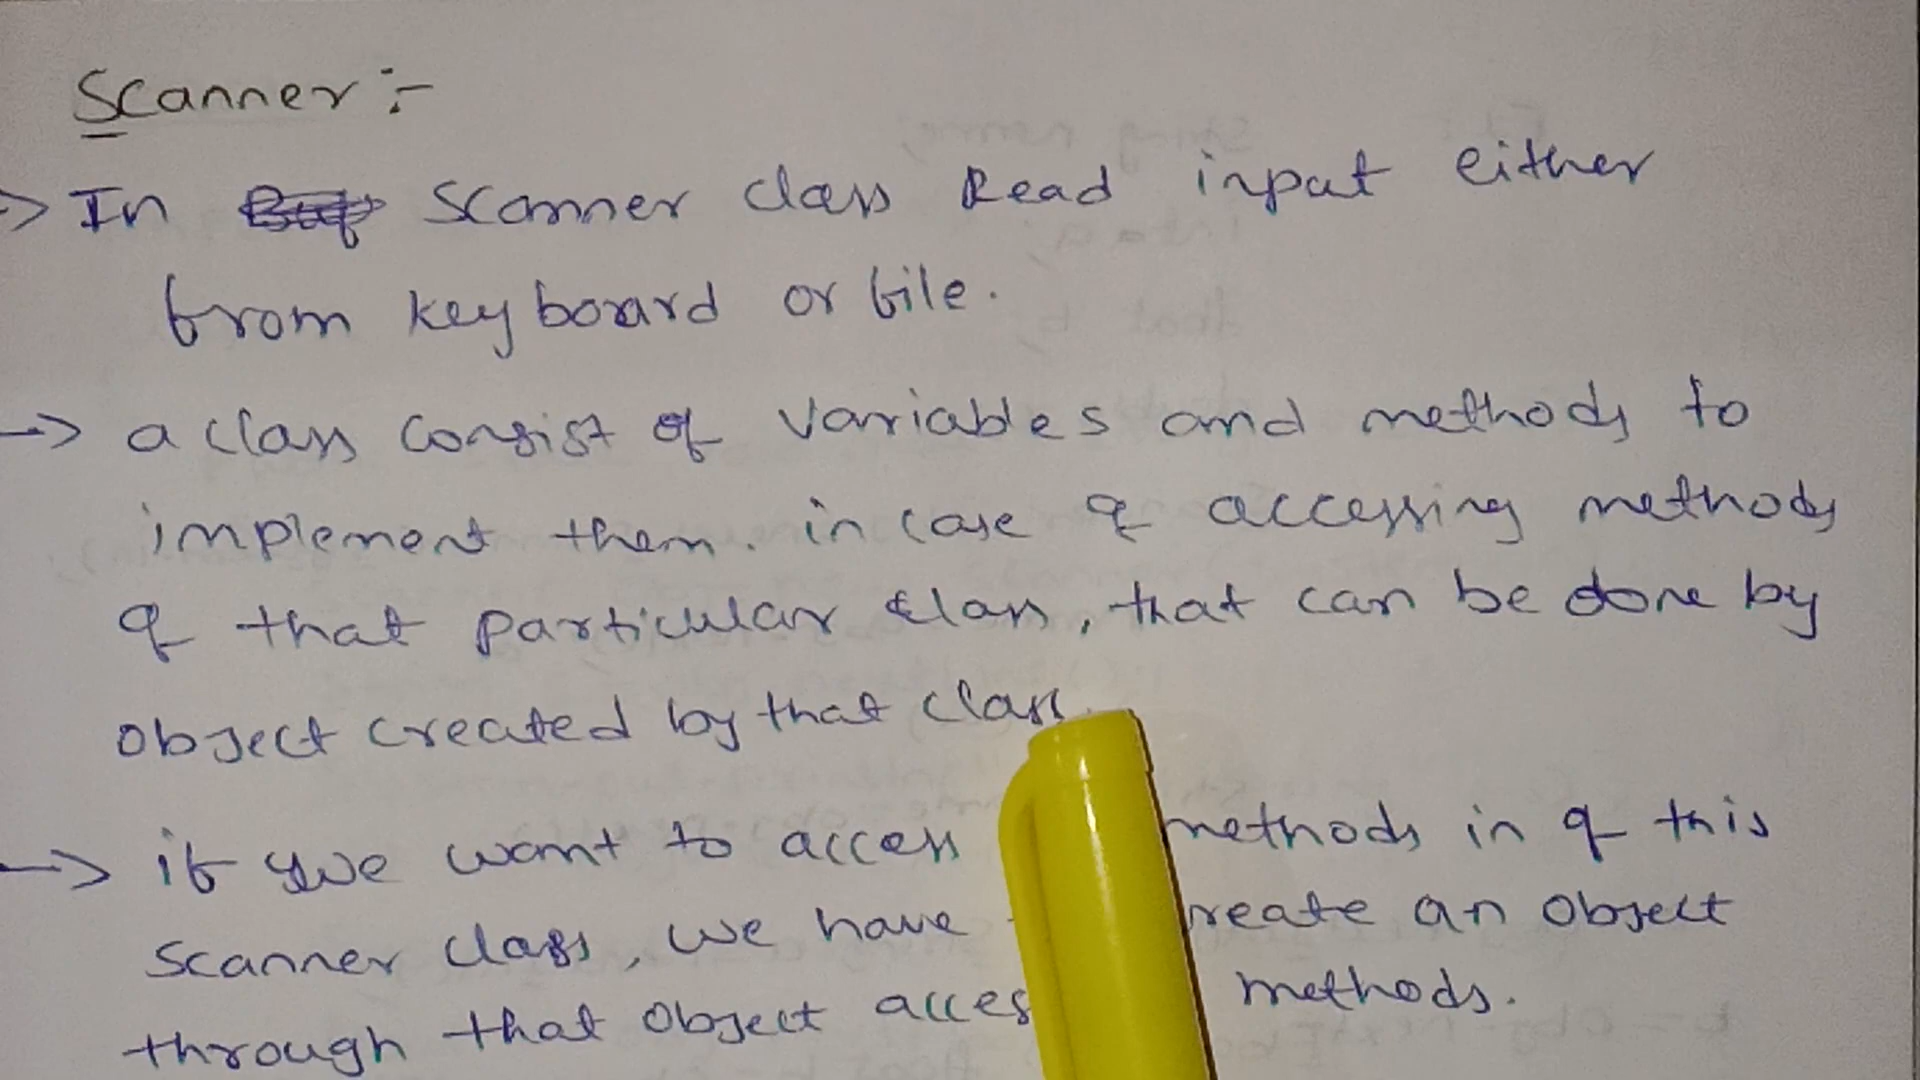 Scanner :-
-> In Scanner class Read input either
from keyboard or file.
-> a class consist of variables and methods to
implement them. in case of accessing methods
of that particular class, that can be done by
object created by that class.
-> if we want to access methods in of this
scanner class, we have an object
through that object methods.